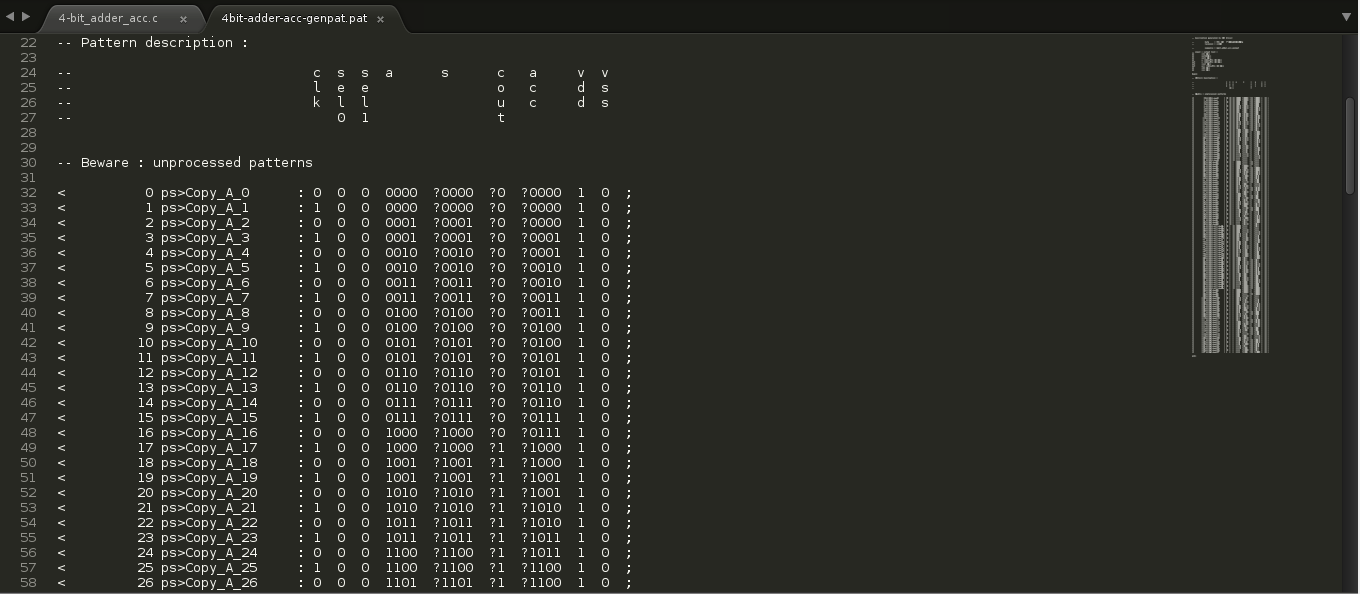 4-bit_adder_acc.c × 4bit-adder-acc-genpat.pat ×
22 -- Pattern description :
23
24 -- c s s a s c a v v
25 -- l e e o c d s
26 -- k l l u c d s
27 -- 0 1 t
28
29
30 -- Beware : unprocessed patterns
31
32 < 0 ps>Copy_A_0 : 0 0 0 0000 ?0000 ?0 ?0000 1 0 ;
33 < 1 ps>Copy_A_1 : 1 0 0 0000 ?0000 ?0 ?0000 1 0 ;
34 < 2 ps>Copy_A_2 : 0 0 0 0001 ?0001 ?0 ?0000 1 0 ;
35 < 3 ps>Copy_A_3 : 1 0 0 0001 ?0001 ?0 ?0001 1 0 ;
36 < 4 ps>Copy_A_4 : 0 0 0 0010 ?0010 ?0 ?0001 1 0 ;
37 < 5 ps>Copy_A_5 : 1 0 0 0010 ?0010 ?0 ?0010 1 0 ;
38 < 6 ps>Copy_A_6 : 0 0 0 0011 ?0011 ?0 ?0010 1 0 ;
39 < 7 ps>Copy_A_7 : 1 0 0 0011 ?0011 ?0 ?0011 1 0 ;
40 < 8 ps>Copy_A_8 : 0 0 0 0100 ?0100 ?0 ?0011 1 0 ;
41 < 9 ps>Copy_A_9 : 1 0 0 0100 ?0100 ?0 ?0100 1 0 ;
42 < 10 ps>Copy_A_10 : 0 0 0 0101 ?0101 ?0 ?0100 1 0 ;
43 < 11 ps>Copy_A_11 : 1 0 0 0101 ?0101 ?0 ?0101 1 0 ;
44 < 12 ps>Copy_A_12 : 0 0 0 0110 ?0110 ?0 ?0101 1 0 ;
45 < 13 ps>Copy_A_13 : 1 0 0 0110 ?0110 ?0 ?0110 1 0 ;
46 < 14 ps>Copy_A_14 : 0 0 0 0111 ?0111 ?0 ?0110 1 0 ;
47 < 15 ps>Copy_A_15 : 1 0 0 0111 ?0111 ?0 ?0111 1 0 ;
48 < 16 ps>Copy_A_16 : 0 0 0 1000 ?1000 ?0 ?0111 1 0 ;
49 < 17 ps>Copy_A_17 : 1 0 0 1000 ?1000 ?1 ?1000 1 0 ;
50 < 18 ps>Copy_A_18 : 0 0 0 1001 ?1001 ?1 ?1000 1 0 ;
51 < 19 ps>Copy_A_19 : 1 0 0 1001 ?1001 ?1 ?1001 1 0 ;
52 < 20 ps>Copy_A_20 : 0 0 0 1010 ?1010 ?1 ?1001 1 0 ;
53 < 21 ps>Copy_A_21 : 1 0 0 1010 ?1010 ?1 ?1010 1 0 ;
54 < 22 ps>Copy_A_22 : 0 0 0 1011 ?1011 ?1 ?1010 1 0 ;
55 < 23 ps>Copy_A_23 : 1 0 0 1011 ?1011 ?1 ?1011 1 0 ;
56 < 24 ps>Copy_A_24 : 0 0 0 1100 ?1100 ?1 ?1011 1 0 ;
57 < 25 ps>Copy_A_25 : 1 0 0 1100 ?1100 ?1 ?1100 1 0 ;
58 < 26 ps>Copy_A_26 : 0 0 0 1101 ?1101 ?1 ?1100 1 0 ;